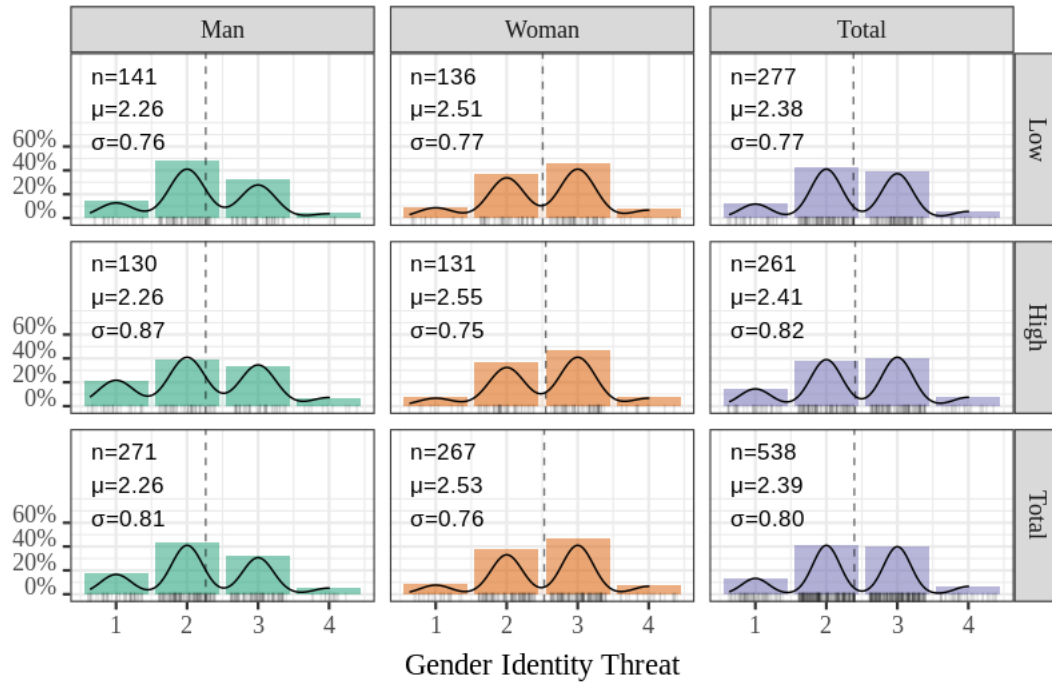 Man
Woman
Total
n=141
μ=2.26
σ=0.76
n=136
μ=2.51
σ=0.77
n=277
μ=2.38
σ=0.77
Low
60%
40%
20%
0%
n=130
μ=2.26
σ=0.87
n=131
μ=2.55
σ=0.75
n=261
μ=2.41
σ=0.82
High
60%
40%
20%
0%
n=271
μ=2.26
σ=0.81
n=267
μ=2.53
σ=0.76
n=538
μ=2.39
σ=0.80
Total
60%
40%
20%
0%
1 2 3 4
1 2 3 4
1 2 3 4
Gender Identity Threat